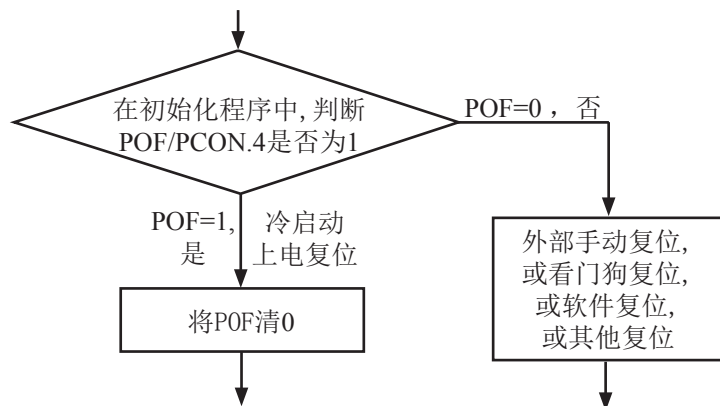 在初始化程序中, 判断
POF/PCON.4是否为1
POF=0 ，否
POF=1, 冷启动
是 上电复位
将POF清0
外部手动复位,
或看门狗复位,
或软件复位,
或其他复位